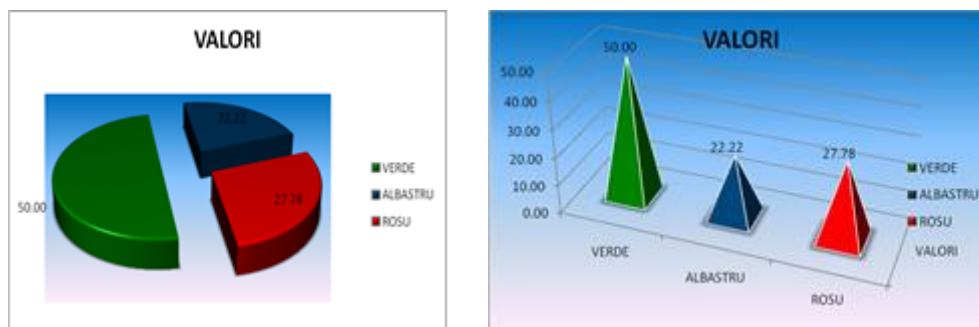 VALORI
22.22
VERDE
ALBASTRU
27.78
50.00
ROSU
VALORI
50.00
50.00
40.00
30.00
22.22
27.78
20.00
VERDE
10.00
ALBASTRU
0.00
ROSU
VERDE
VALORI
ALBASTRU
ROSU